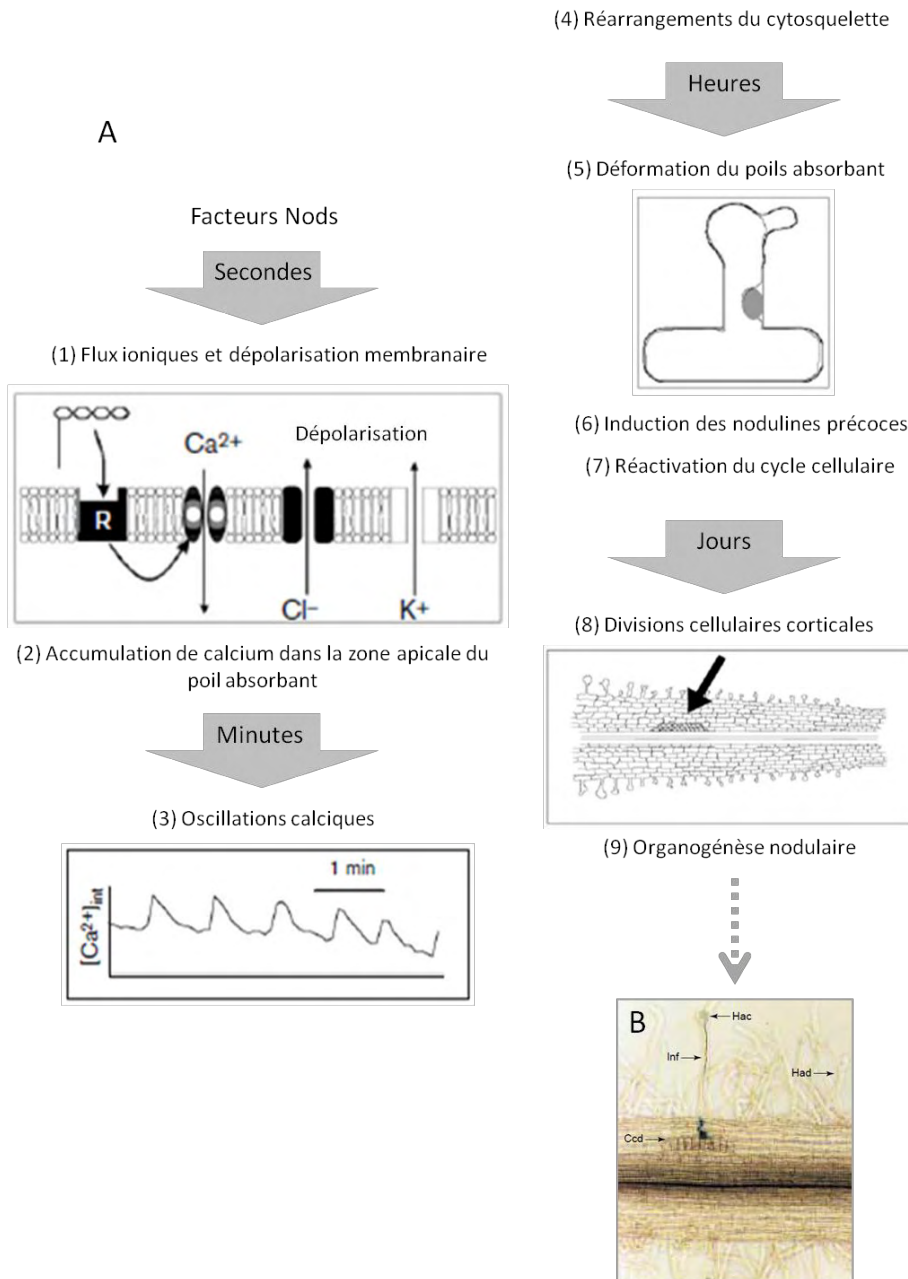 A
Facteurs Nods
Secondes
(1) Flux ioniques et dépolarisation membranaire
Ca²⁺
Dépolarisation
R
Cl⁻
K+
(2) Accumulation de calcium dans la zone apicale du
poil absorbant
Minutes
(3) Oscillations calciques
1 min
[Ca²⁺]int
(4) Réarrangements du cytosquelette
Heures
(5) Déformation du poils absorbant
(6) Induction des nodulines précoces
(7) Réactivation du cycle cellulaire
Jours
(8) Divisions cellulaires corticales
(9) Organogénèse nodulaire
B
Hac
Inf
Had
Ccd